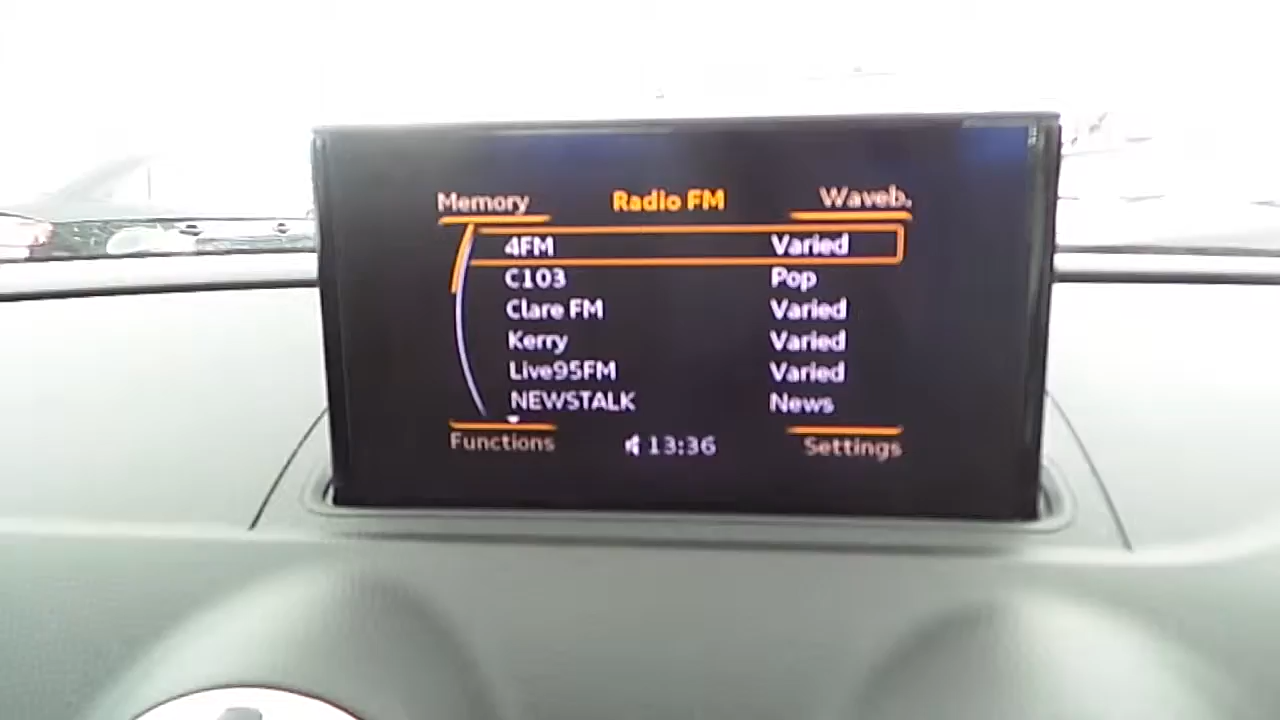 Memory Radio FM Waveb.
4FM Varied
C103 Pop
Clare FM Varied
Kerry Varied
Live95FM Varied
NEWSTALK News
Functions 13:36 Settings